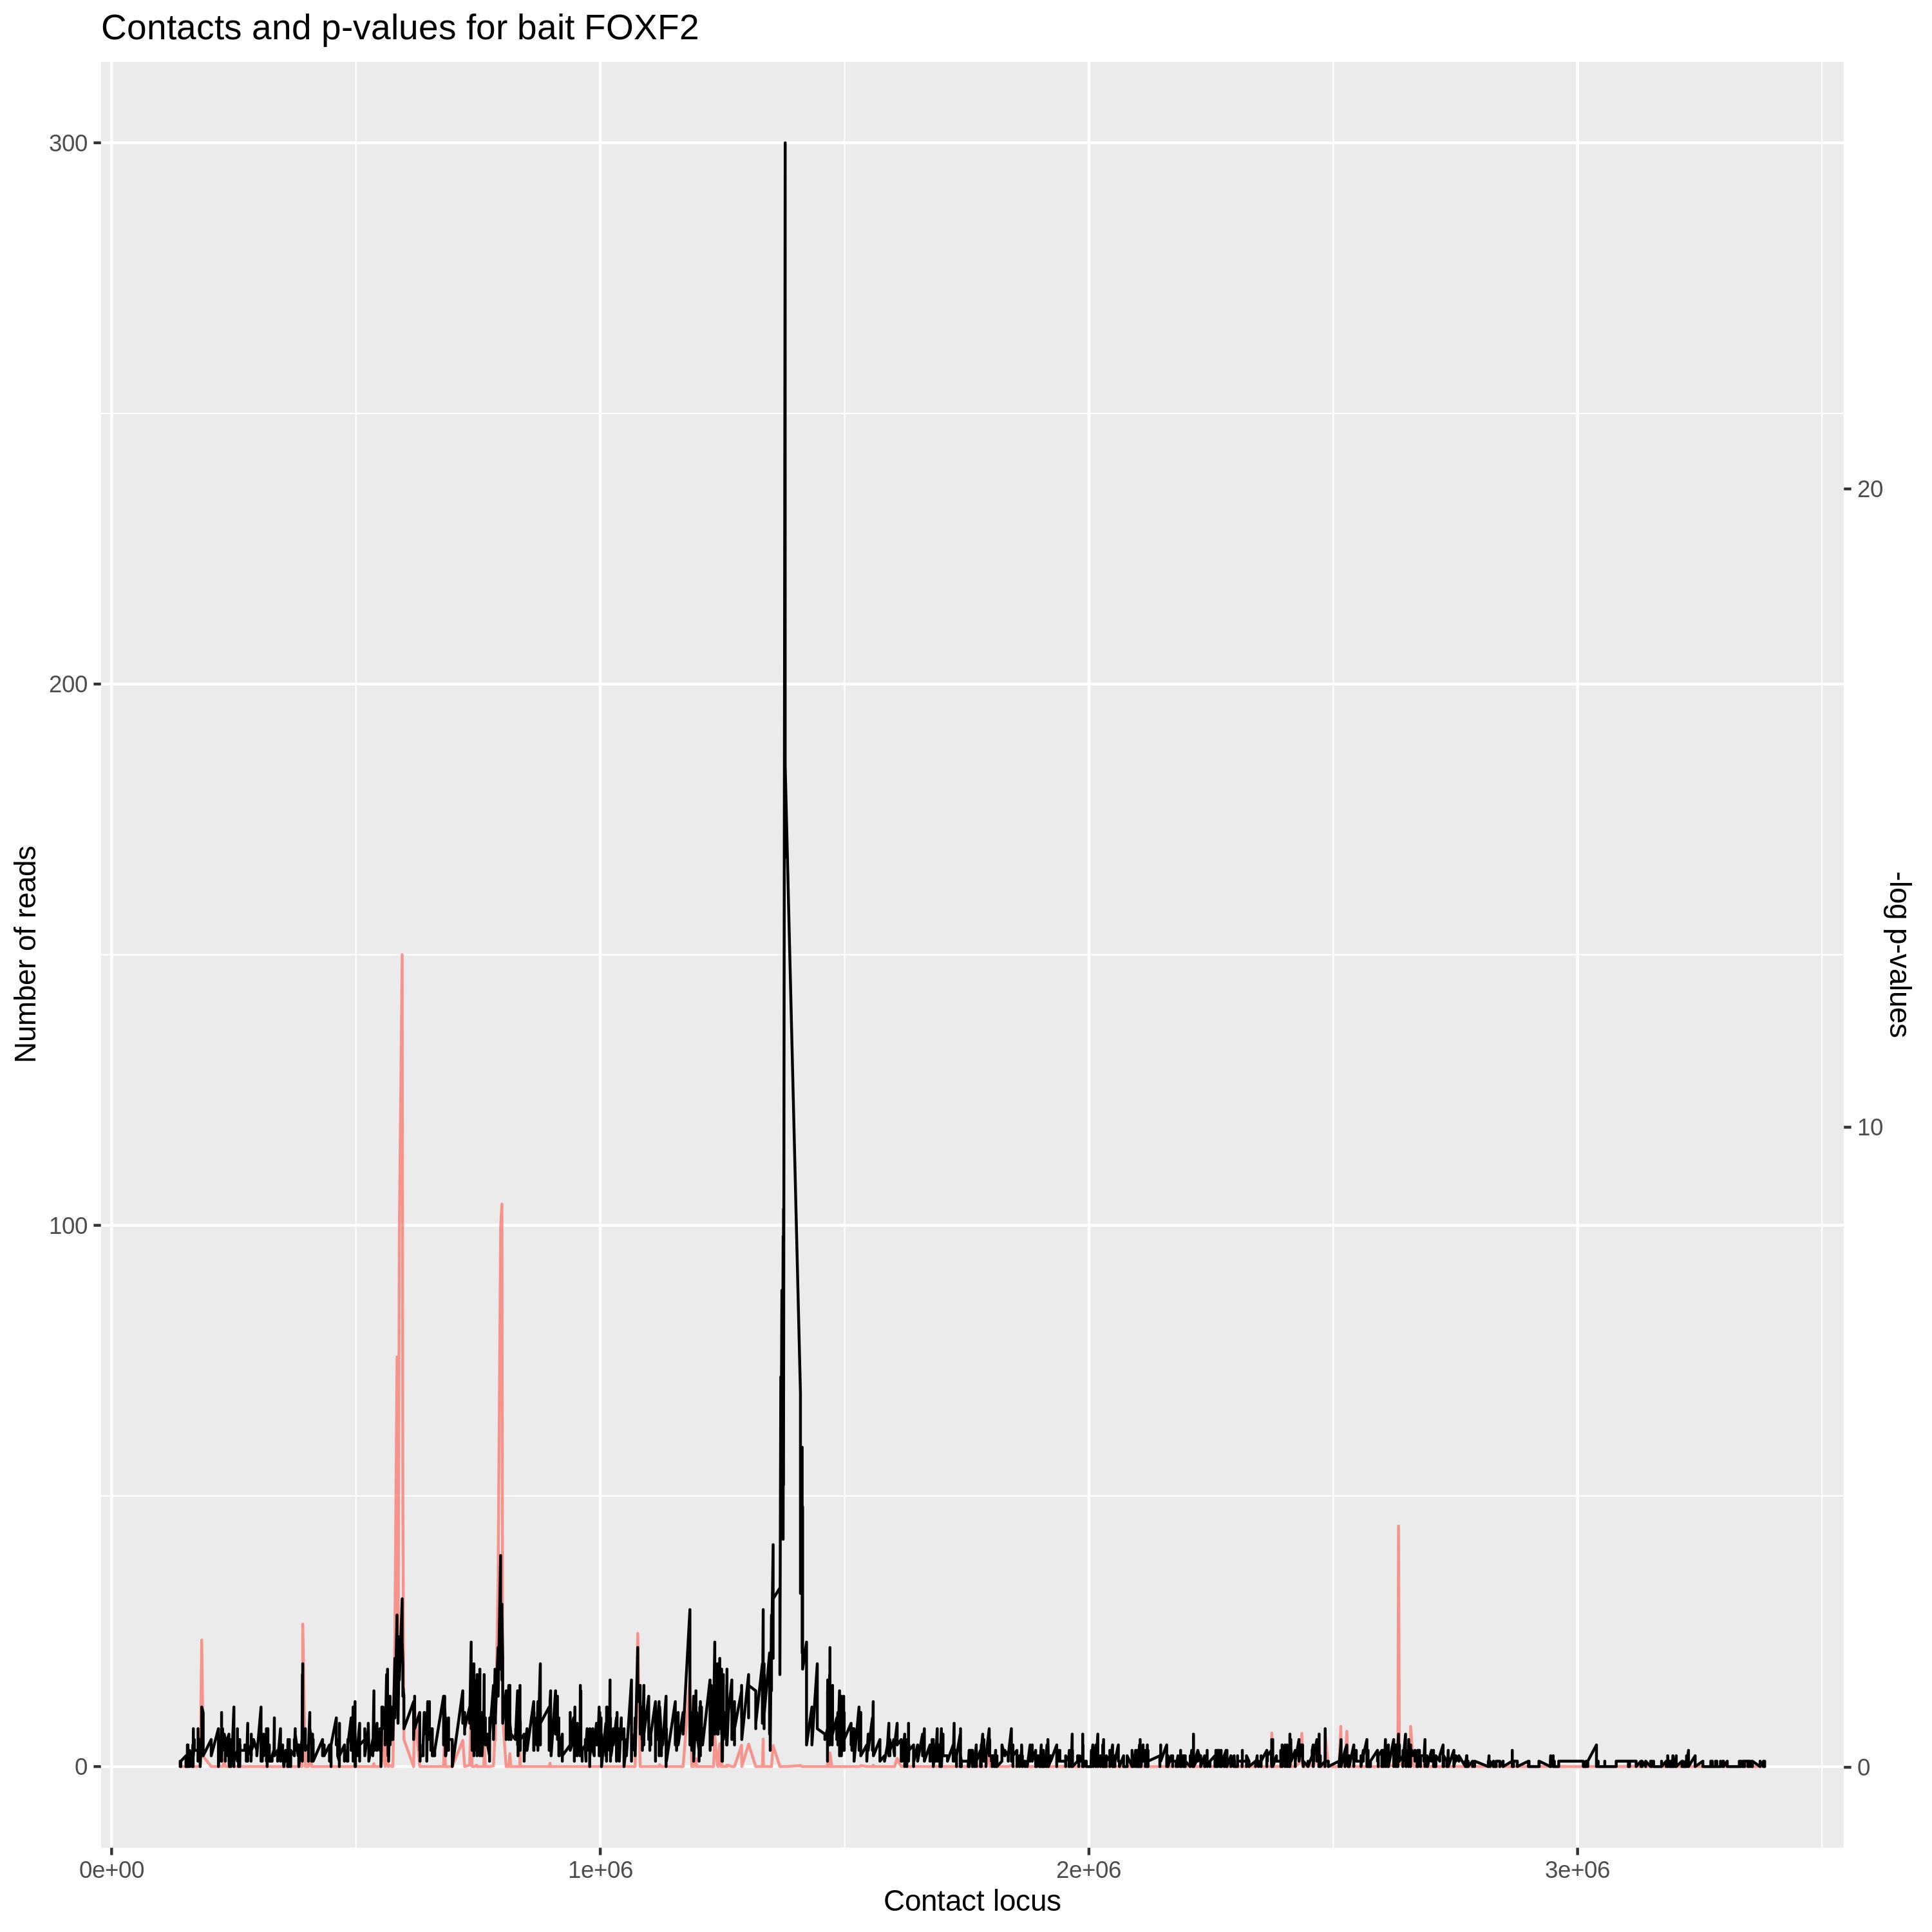 Contacts and p-values for bait FOXF2
300
200
100
0
Number of reads
20
10
0
-log p-values
0e+00
1e+06
2e+06
3e+06
Contact locus